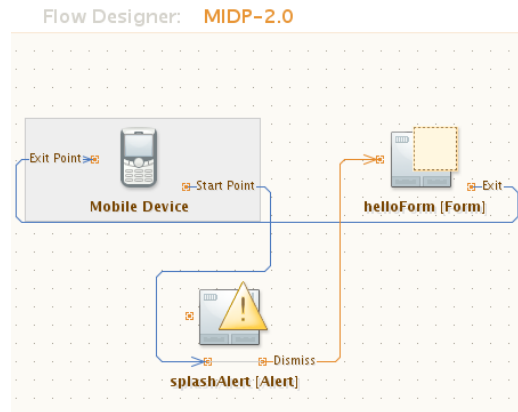 Flow Designer: MIDP-2.0
Exit Point
Start Point
Mobile Device
Exit
helloForm [Form]
Dismiss
splashAlert [Alert]